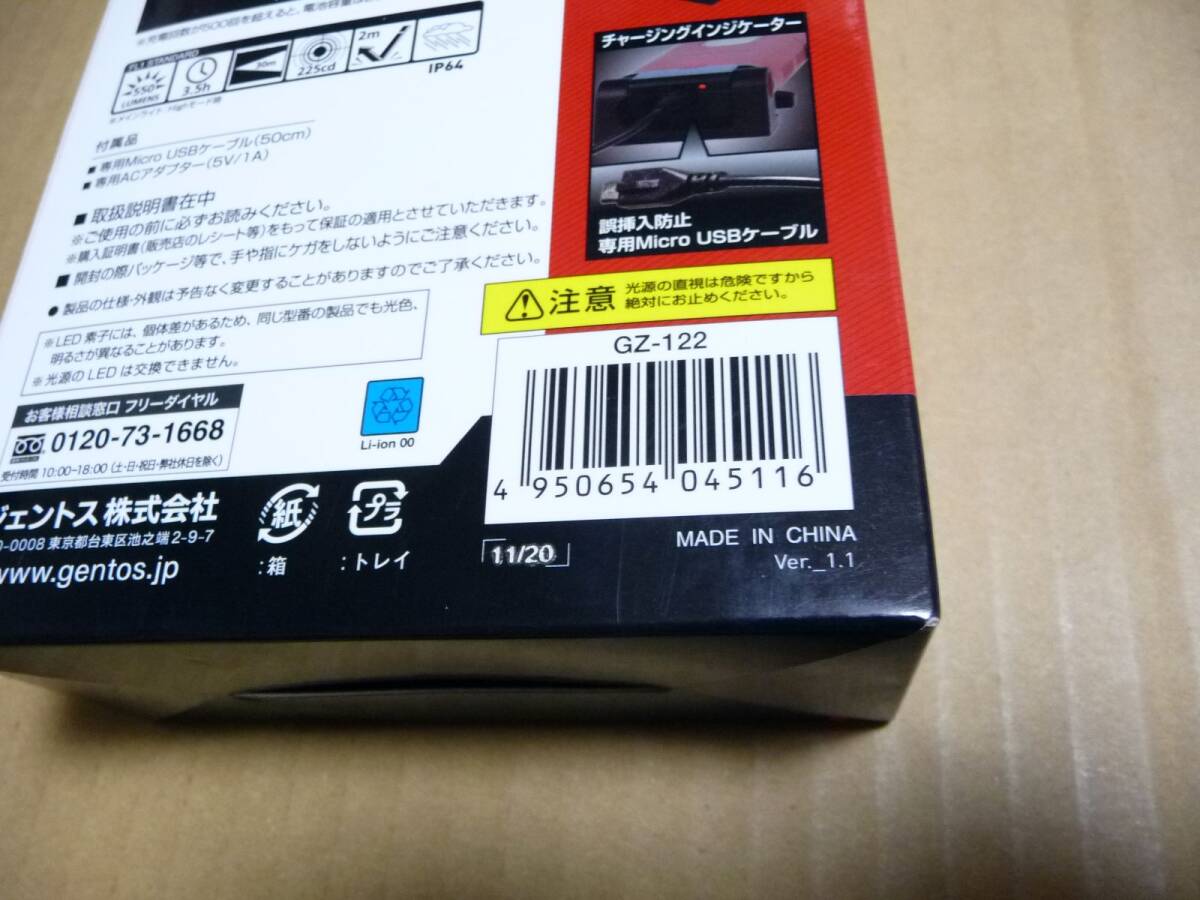 ※充電回数が500回を超えると、電池容量は
FL1 STANDARD
550 LUMENS
3.5h
30m
225cd
2m
IP64
※メインライト Highモード時
付属品
■ 専用Micro USBケーブル(50cm)
■ 専用ACアダプター(5V/1A)
■ 取扱説明書在中
※ご使用の前に必ずお読みください。
※購入証明書(販売店のレシート等)をもって保証の適用とさせていただきます。
■ 開封の際パッケージ等で、手や指にケガをしないようにご注意ください。
● 製品の仕様・外観は予告なく変更することがありますのでご了承ください。
※LED 素子には、個体差があるため、同じ型番の製品でも光色、
明るさが異なることがあります。
※光源のLEDは交換できません。
お客様相談窓口 フリーダイヤル
0120-73-1668
受付時間 10:00-18:00 (土・日・祝日・弊社休日を除く)
Li-ion 00
ジェントス株式会社
0-0008 東京都台東区池之端2-9-7
www.gentos.jp
紙
:箱
プラ
:トレイ
チャージングインジケーター
誤挿入防止
専用Micro USBケーブル
注意
光源の直視は危険ですから
絶対にお止めください。
GZ-122
4 950654 045116
11/20
MADE IN CHINA
Ver._1.1